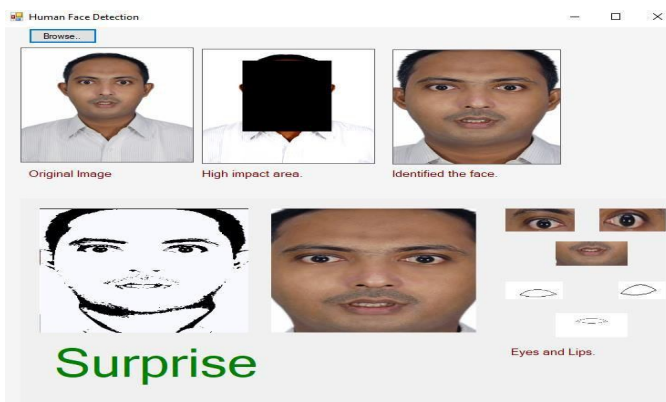 Human Face Detection
Browse..
Original Image
High impact area.
Identified the face.
Surprise
Eyes and Lips.